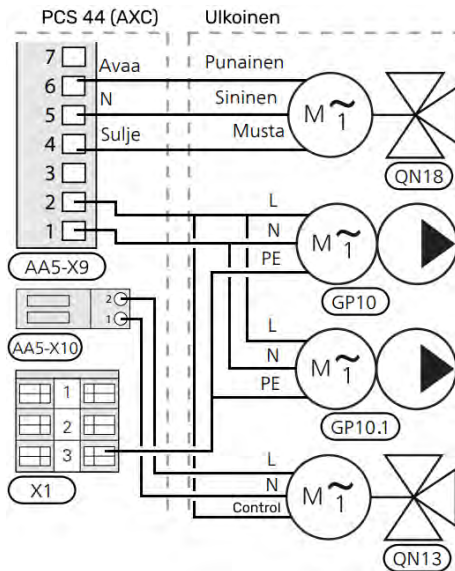 PCS 44 (AXC) Ulkoinen
7
6 Avaa Punainen
5 N Sininen
4 Sulje Musta
3
2
1
M ~ 1
QN18
AA5-X9
L
N
PE
M ~ 1
GP10
AA5-X10
2
1
L
N
PE
M ~ 1
GP10.1
1
2
3
X1
L
N
Control
M ~ 1
QN13